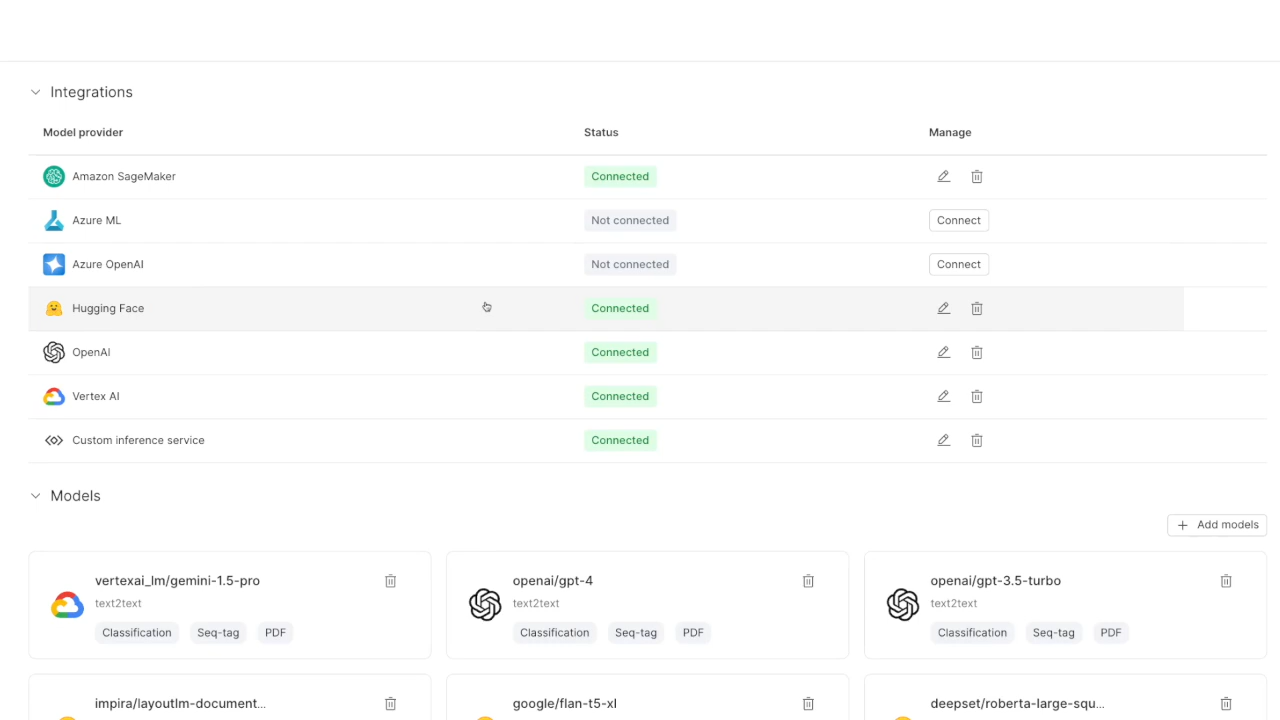 Integrations
Model provider Status Manage
Amazon SageMaker Connected
Azure ML Not connected Connect
Azure OpenAI Not connected Connect
Hugging Face Connected
OpenAI Connected
Vertex AI Connected
Custom inference service Connected
Models
Add models
vertexai_lm/gemini-1.5-pro
text2text
Classification Seq-tag PDF
openai/gpt-4
text2text
Classification Seq-tag PDF
openai/gpt-3.5-turbo
text2text
Classification Seq-tag PDF
impira/layoutlm-document...
google/flan-t5-xl
deepset/roberta-large-squ...